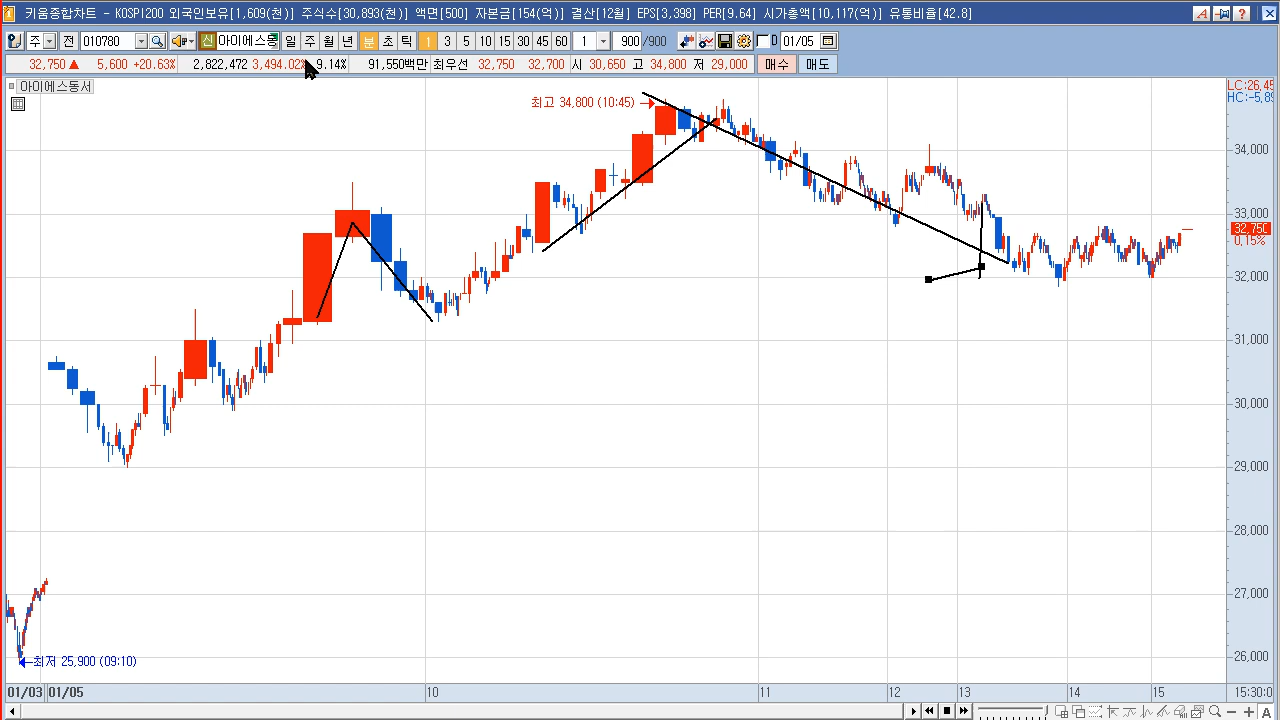 키움종합차트 - KOSPI200 외국인보유[1,609(천)] 주식수[30,893(천)] 액면[500] 자본금[154(억)] 결산[12월] EPS[3,398] PER[9.64] 시가총액[10,117(억)] 유통비율[42.8]
주 전 010780 신 아이에스동 일 주 월 년 분 초 틱 1 3 5 10 15 30 45 60 1 900 /900 D 01/05
32,750 ▲ 5,600 +20.63% 2,822,472 3,494.02% 9.14% 91,550백만 최우선 32,750 32,700 시 30,650 고 34,800 저 29,000 매수 매도
아이에스동서
LC:26,45
HC:-5,89
최고 34,800 (10:45)
34,000
33,000
32,750
0,15%
32,000
31,000
30,000
29,000
28,000
27,000
26,000
최저 25,900 (09:10)
01/03 01/05 10 11 12 13 14 15 15:30:0
A